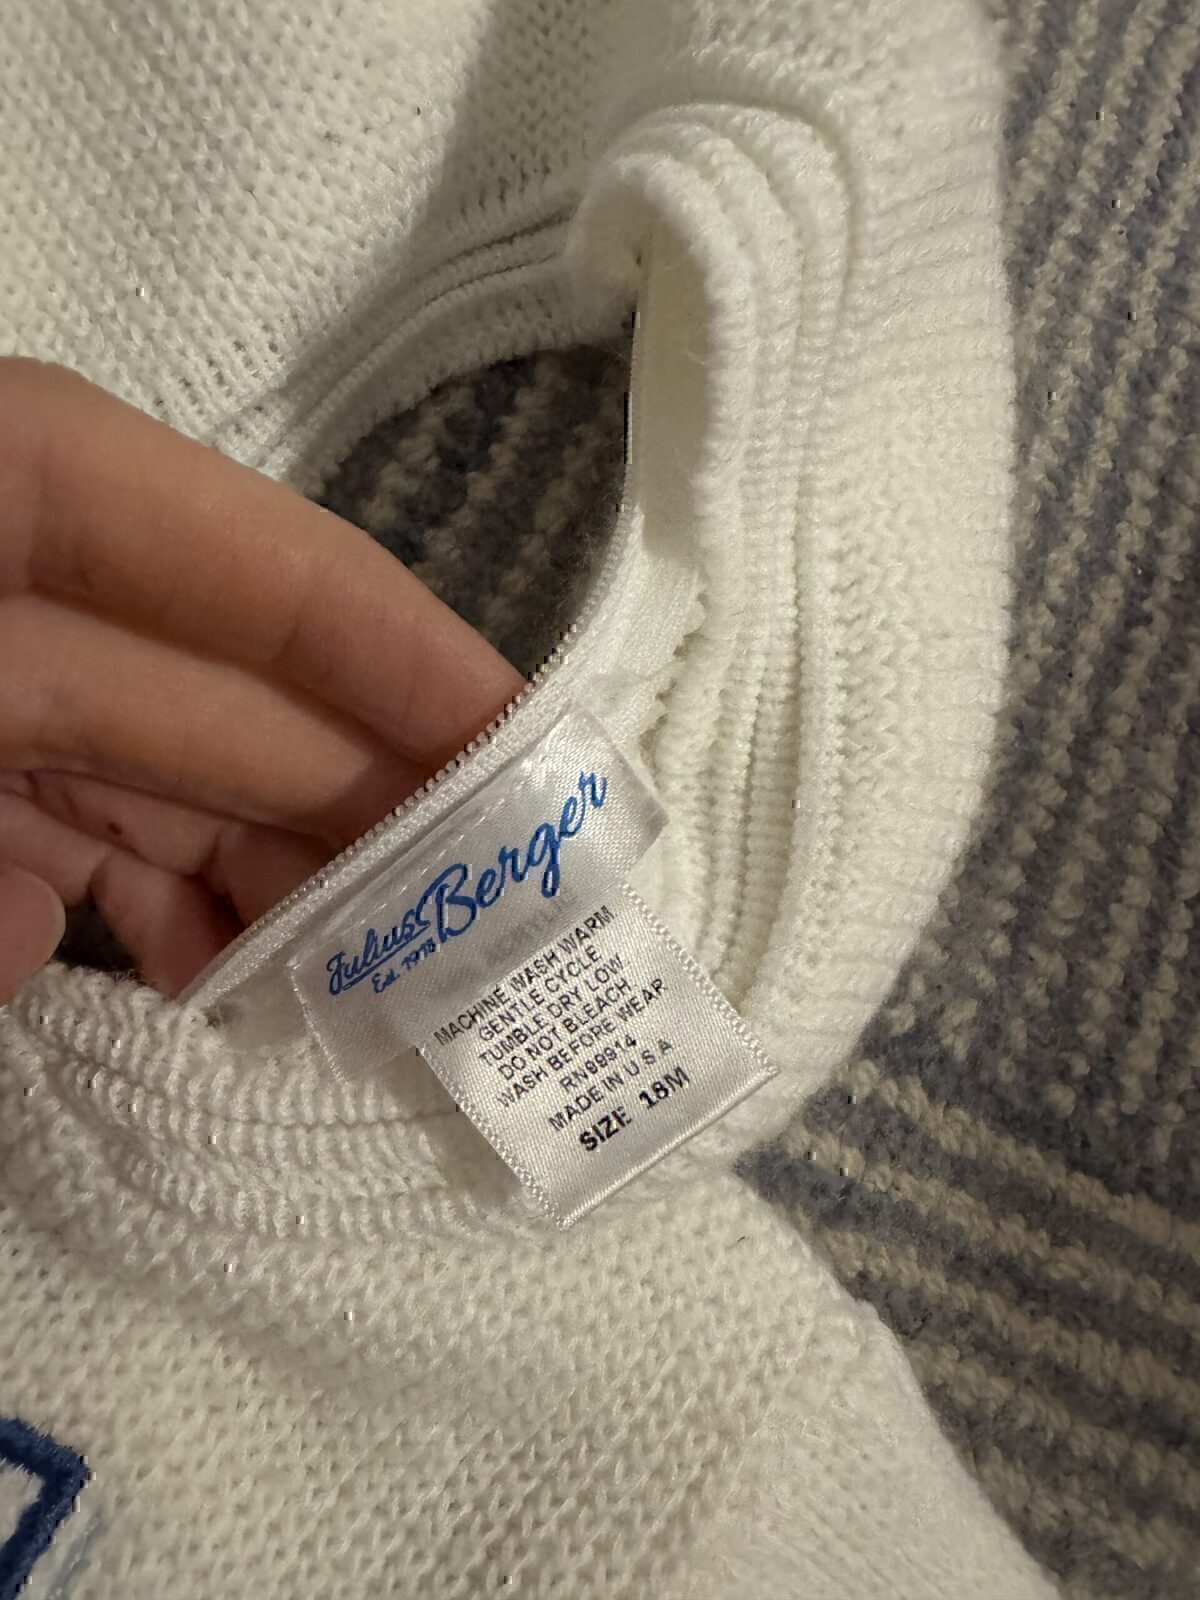 Julius Berger
Est. 1978
MACHINE WASH WARM
GENTLE CYCLE
TUMBLE DRY LOW
DO NOT BLEACH
WASH BEFORE WEAR
RN99914
MADE IN U S A
SIZE 18M